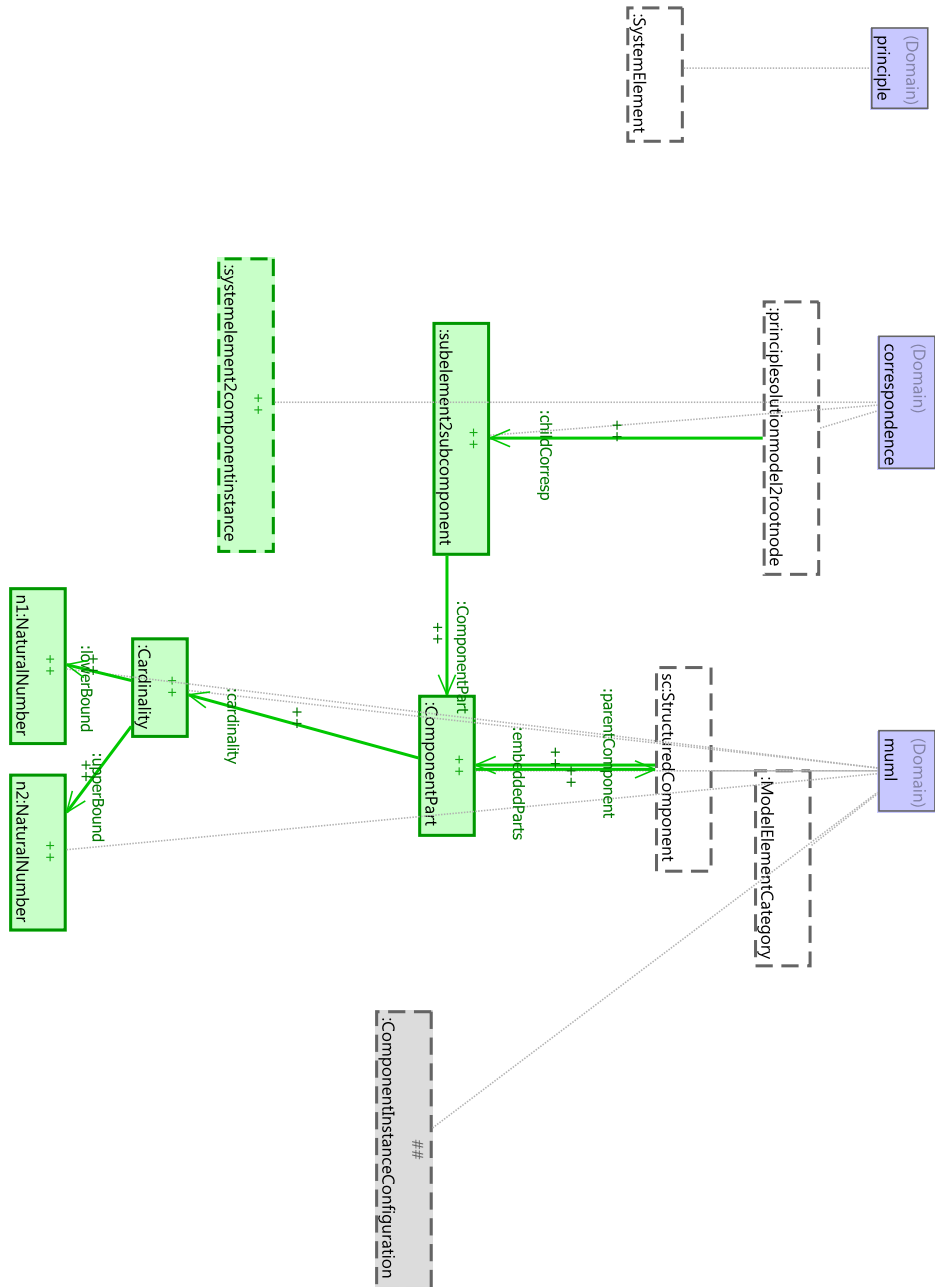 (Domain)
principle
:SystemElement
(Domain)
correspondence
:principlesolutionmodel2rootnode
++
:childCorresp
++
:subelement2subcomponent
++
:systemelement2componentinstance
:ComponentPart
++
(Domain)
muml
:ModelElementCategory
sc:StructuredComponent
:parentComponent
++
++
:embeddedParts
++
:ComponentPart
++
:cardinality
++
:Cardinality
++
:lowerBound
++
:upperBound
++
n1:NaturalNumber
++
n2:NaturalNumber
##
:ComponentInstanceConfiguration